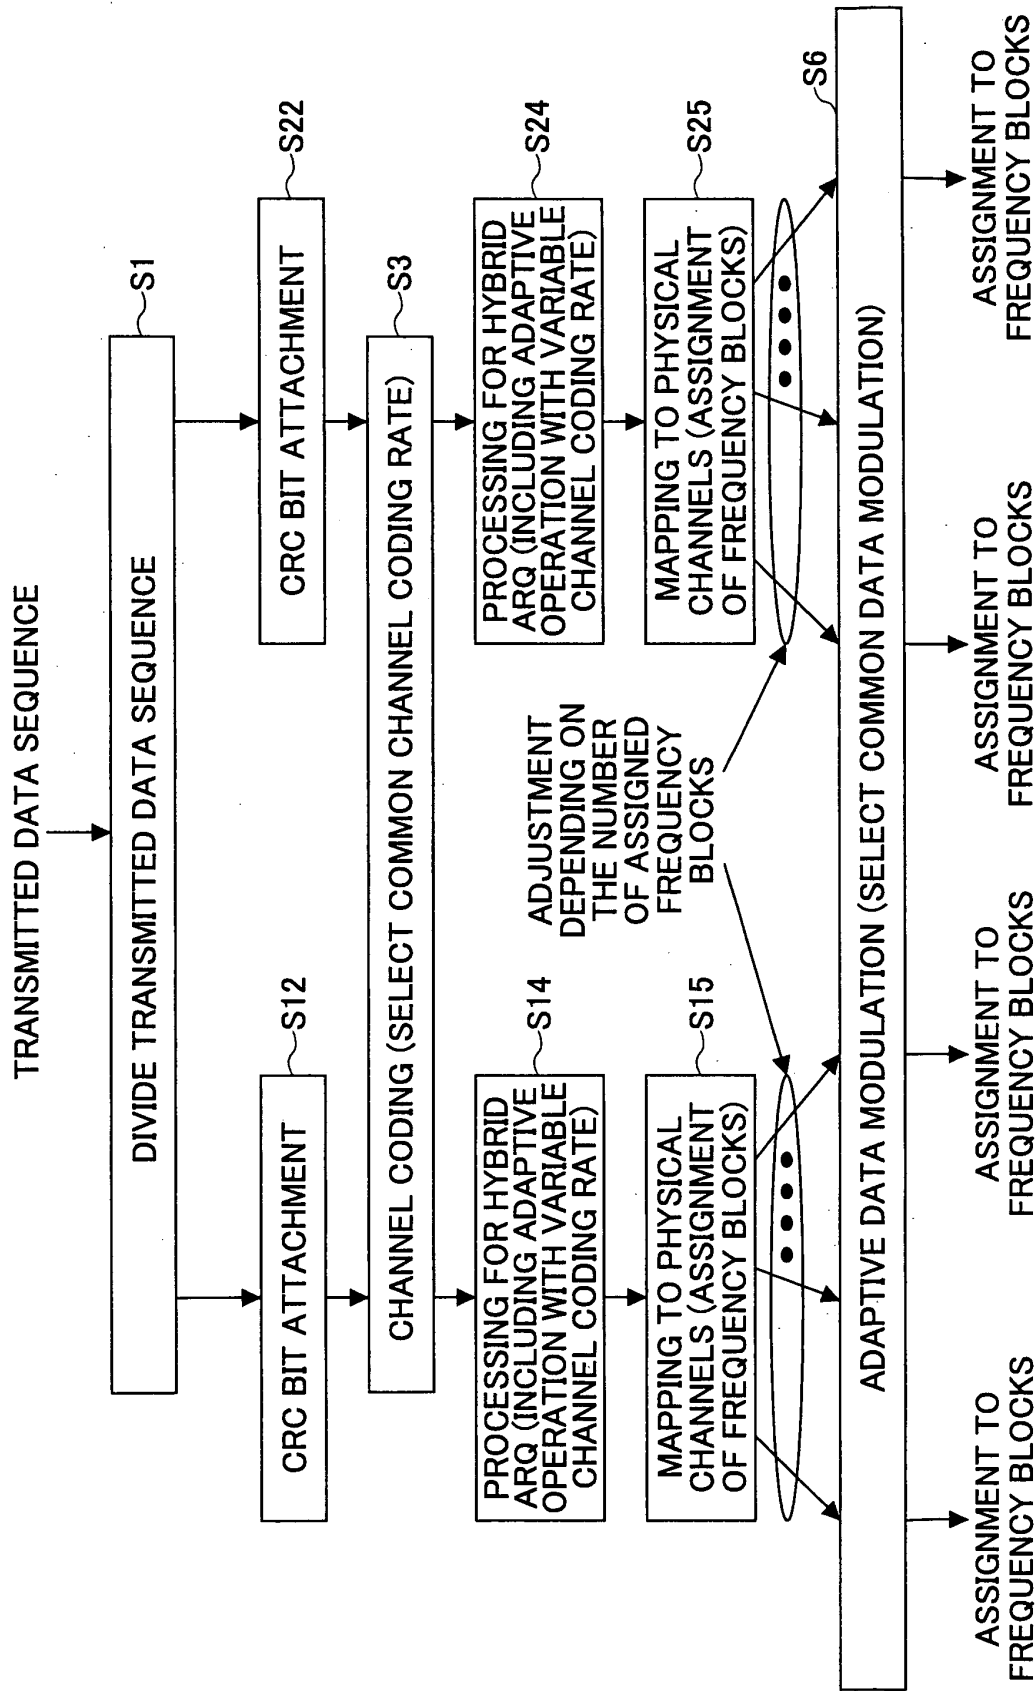 TRANSMITTED DATA SEQUENCE
DIVIDE TRANSMITTED DATA SEQUENCE
S1
CRC BIT ATTACHMENT
S12
CRC BIT ATTACHMENT
S22
CHANNEL CODING (SELECT COMMON CHANNEL CODING RATE)
S3
PROCESSING FOR HYBRID
ARQ (INCLUDING ADAPTIVE
OPERATION WITH VARIABLE
CHANNEL CODING RATE)
S14
PROCESSING FOR HYBRID
ARQ (INCLUDING ADAPTIVE
OPERATION WITH VARIABLE
CHANNEL CODING RATE)
S24
MAPPING TO PHYSICAL
CHANNELS (ASSIGNMENT
OF FREQUENCY BLOCKS)
S15
ADJUSTMENT
DEPENDING ON
THE NUMBER
OF ASSIGNED
FREQUENCY
BLOCKS
MAPPING TO PHYSICAL
CHANNELS (ASSIGNMENT
OF FREQUENCY BLOCKS)
S25
ADAPTIVE DATA MODULATION (SELECT COMMON DATA MODULATION)
S6
ASSIGNMENT TO
FREQUENCY BLOCKS
ASSIGNMENT TO
FREQUENCY BLOCKS
ASSIGNMENT TO
FREQUENCY BLOCKS
ASSIGNMENT TO
FREQUENCY BLOCKS